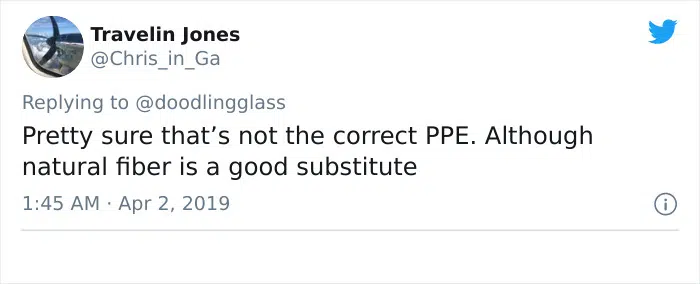 Travelin Jones
@Chris_in_Ga
Replying to @doodlingglass
Pretty sure that’s not the correct PPE. Although
natural fiber is a good substitute
1:45 AM · Apr 2, 2019